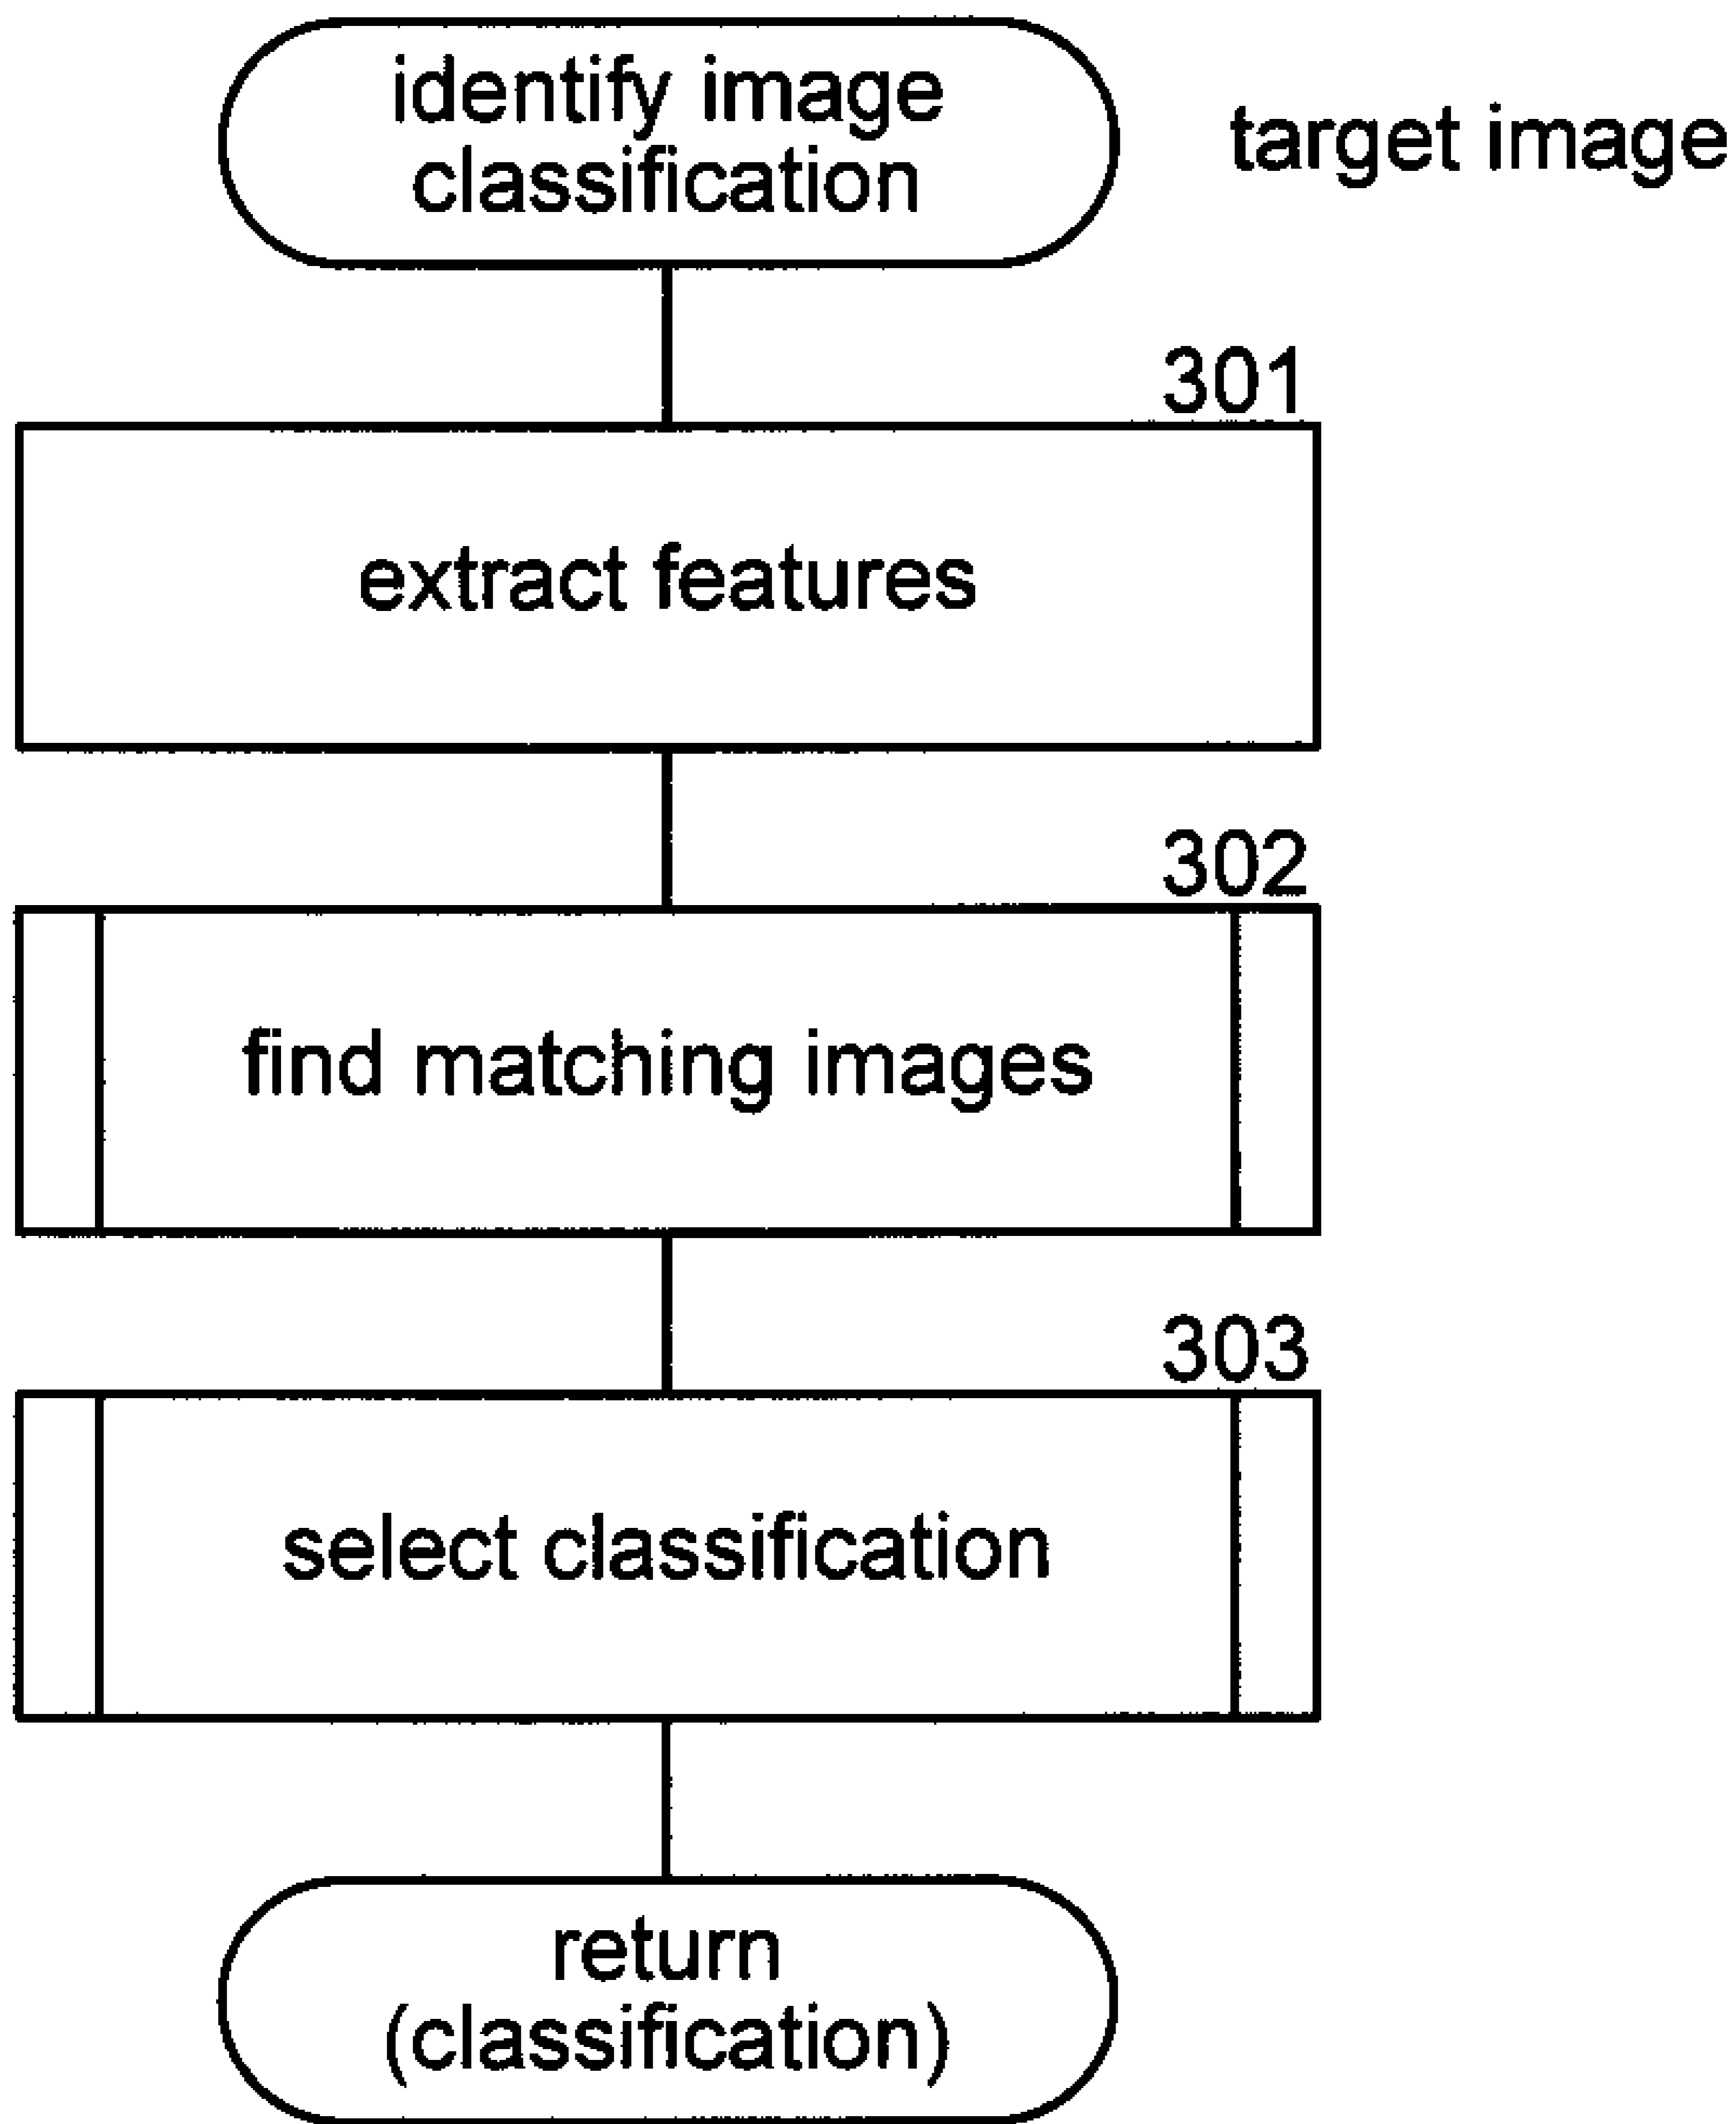 identify image
classification
target image
301
extract features
302
find matching images
303
select classification
return
(classification)